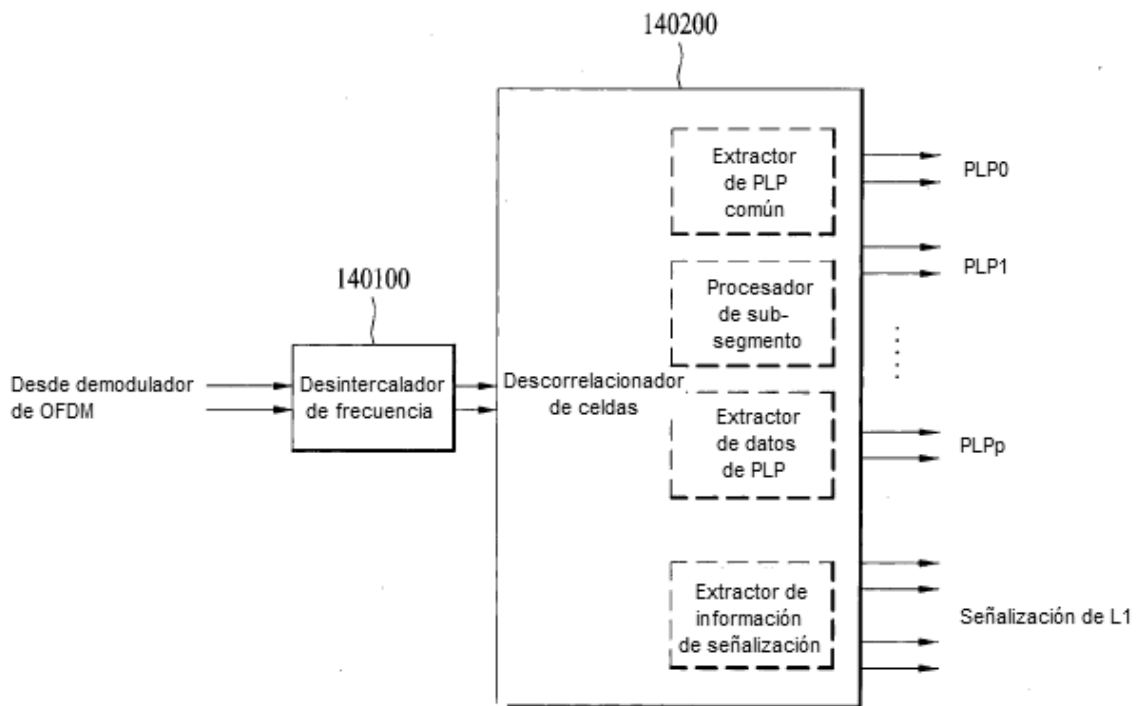 140200
Extractor
de PLP
común
PLP0
PLP1
140100
Procesador
de sub-
segmento
Desde demodulador
de OFDM
Desintercalador
de frecuencia
Descorrelacionador
de celdas
Extractor
de datos
de PLP
PLPp
Extractor de
información
de señalización
Señalización de L1